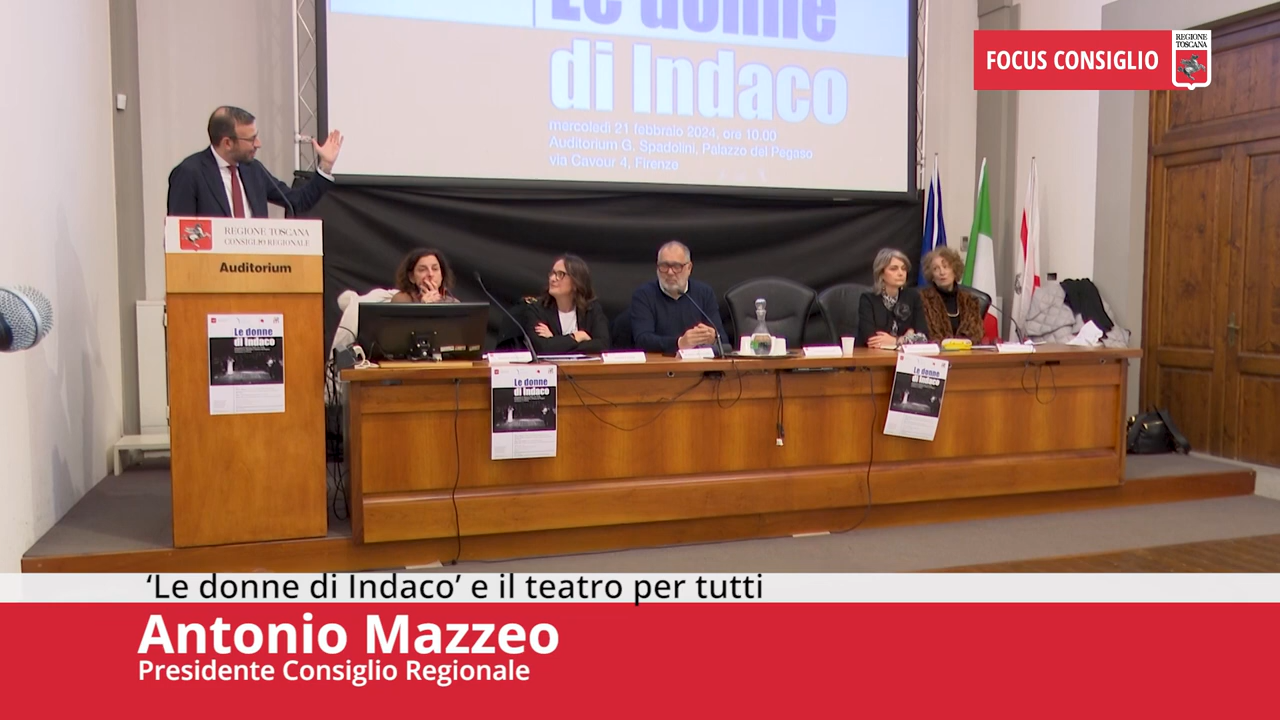 Le donne
di Indaco
mercoledì 21 febbraio 2024, ore 10,00
Auditorium G. Spadolini, Palazzo del Pegaso
via Cavour 4, Firenze
FOCUS CONSIGLIO
REGIONE
TOSCANA
REGIONE TOSCANA
CONSIGLIO REGIONALE
Auditorium
Le donne
di Indaco
Le donne
di Indaco
Le donne
di Indaco
‘Le donne di Indaco’ e il teatro per tutti
Antonio Mazzeo
Presidente Consiglio Regionale